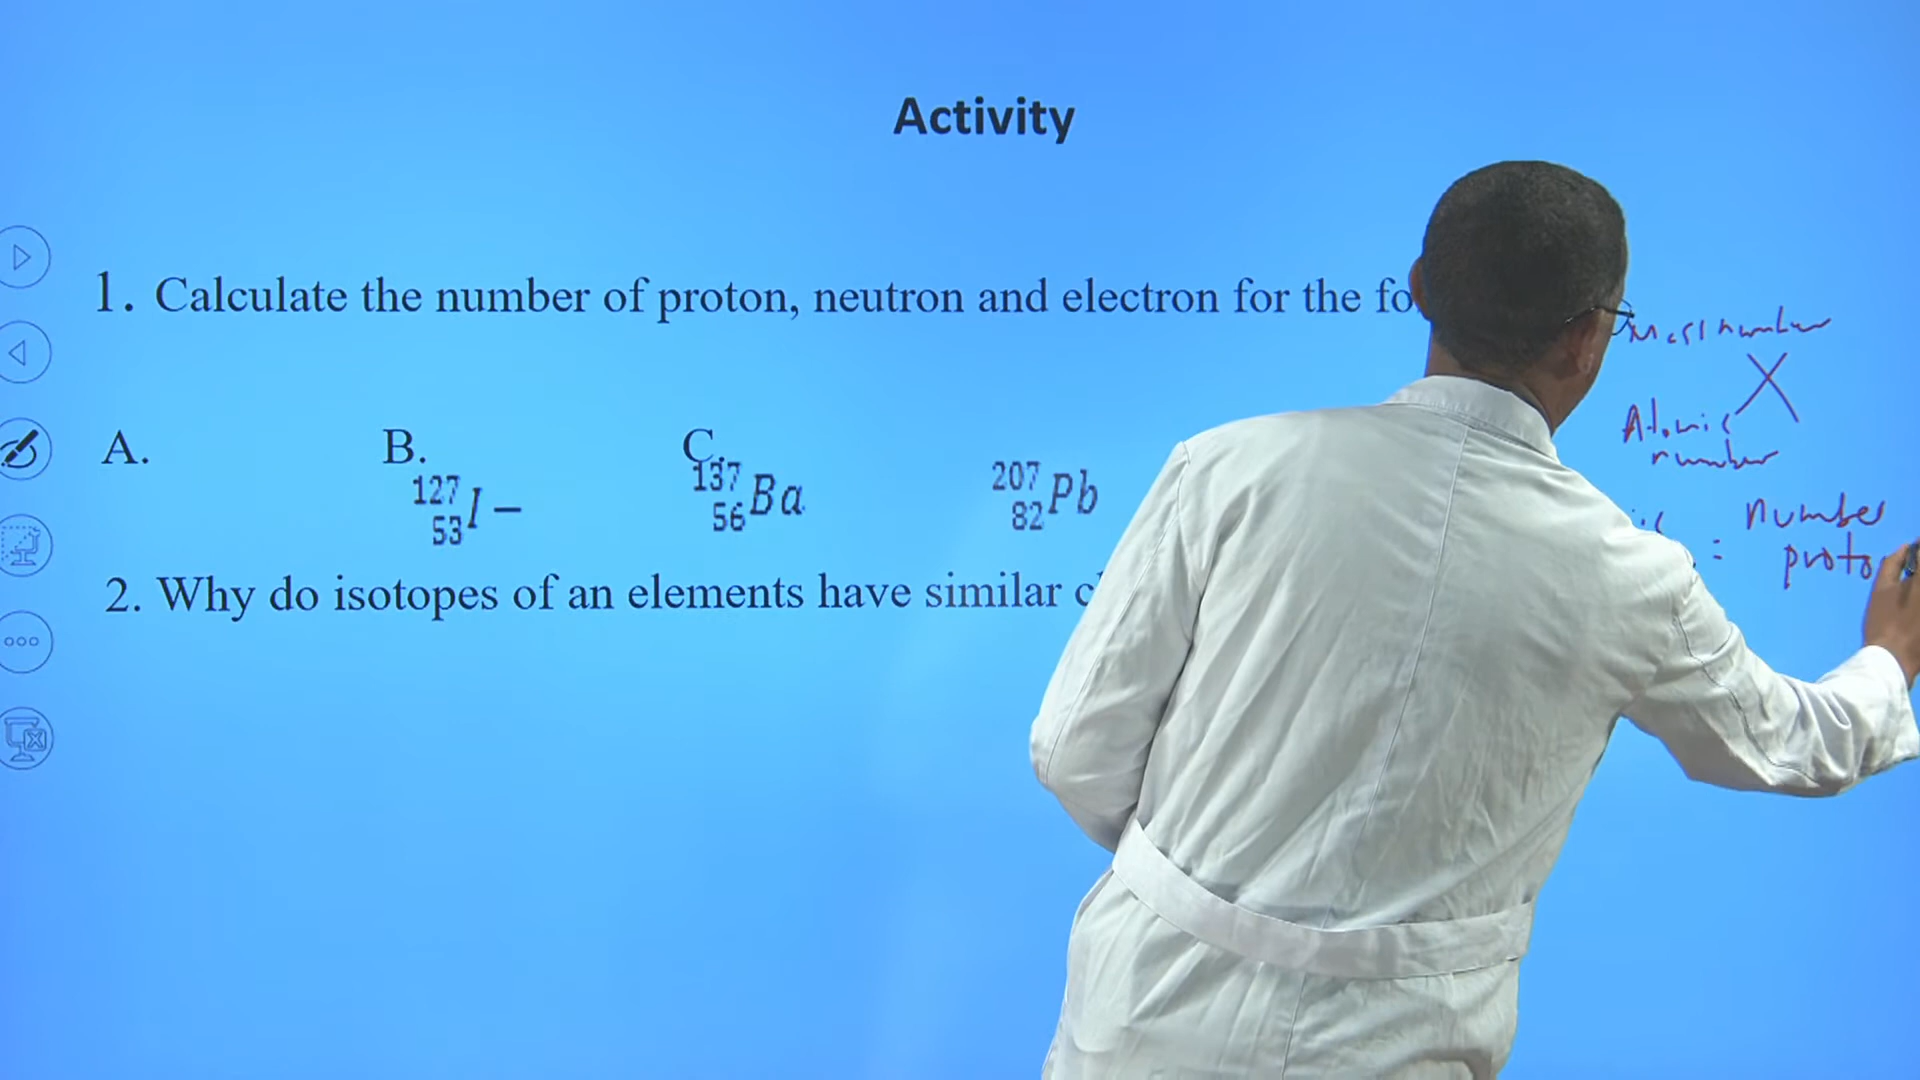 Activity
1. Calculate the number of proton, neutron and electron for the fo
A. B. C.
127 53 I − 137 56 Ba 207 82 Pb
2. Why do isotopes of an elements have similar c
Mass number
X
Atomic
number
= number
proto